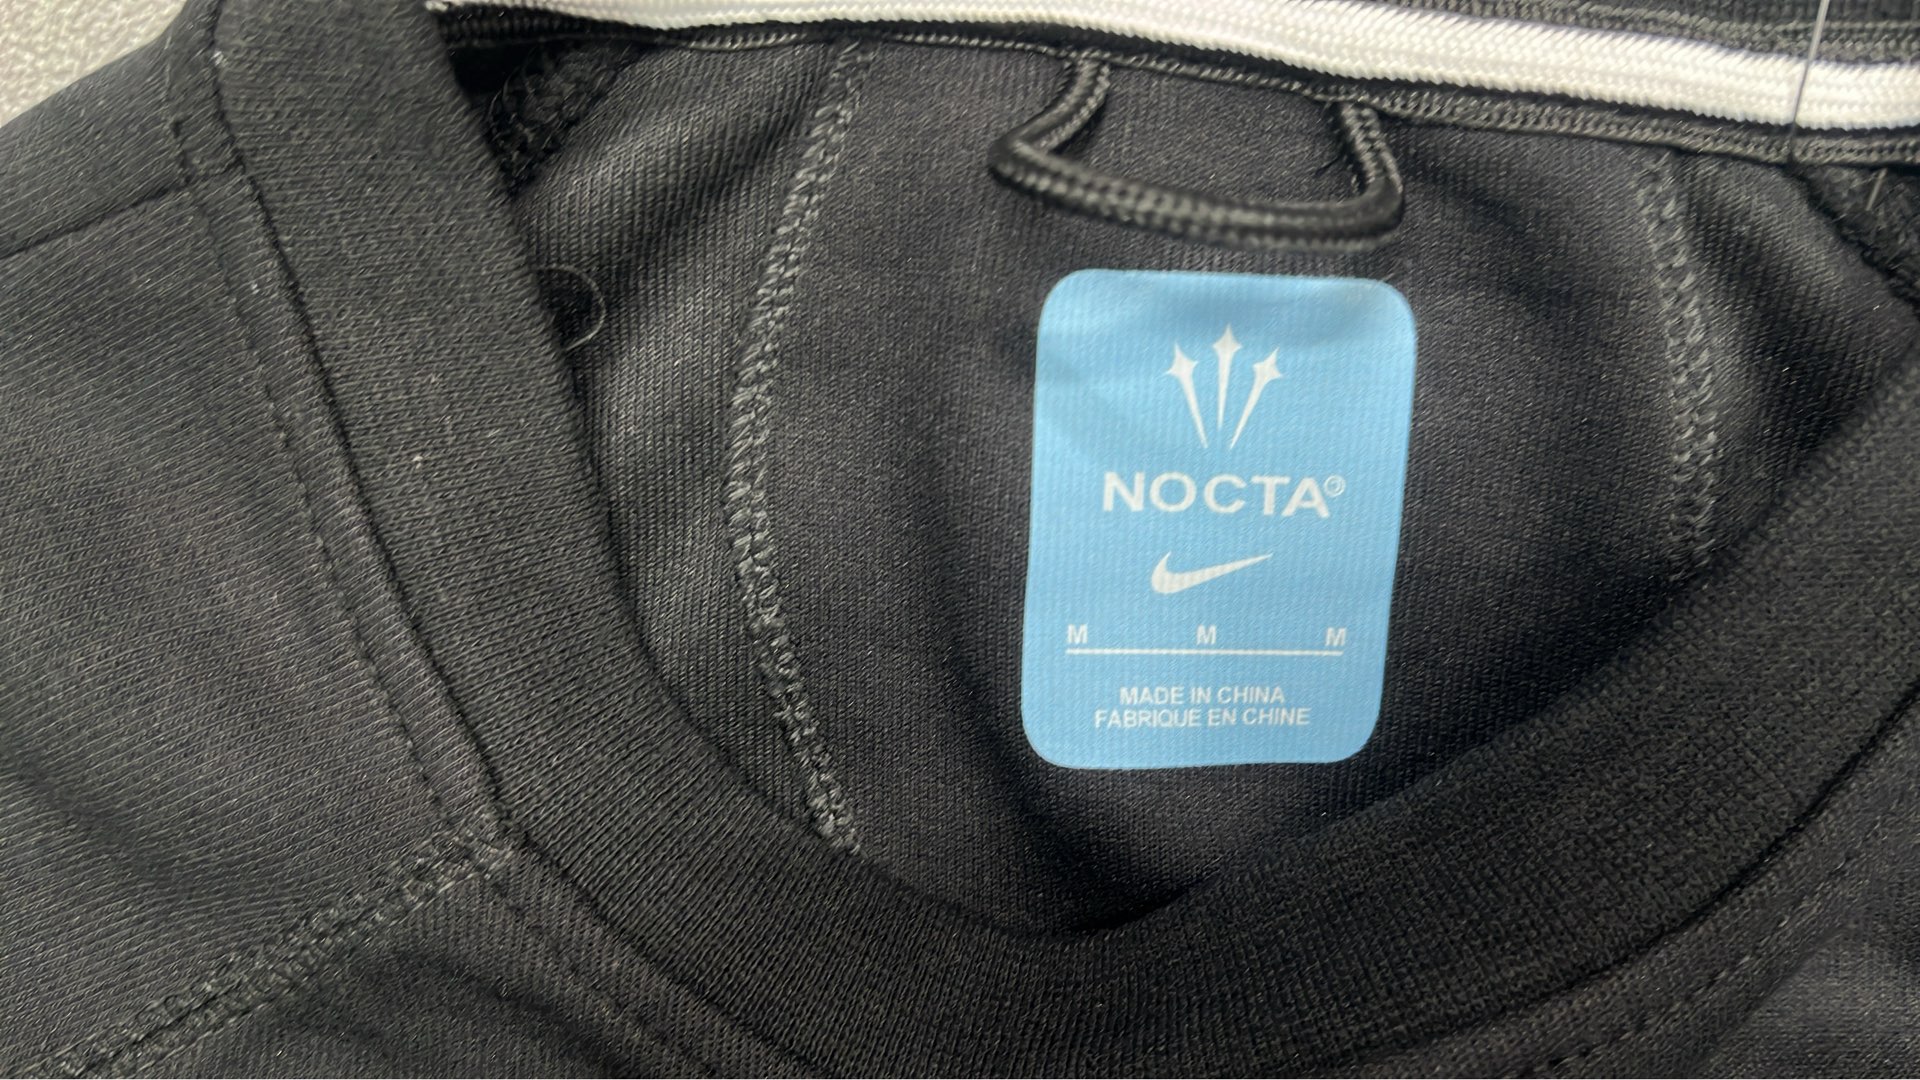 NOCTA®
M M M
MADE IN CHINA
FABRIQUE EN CHINE